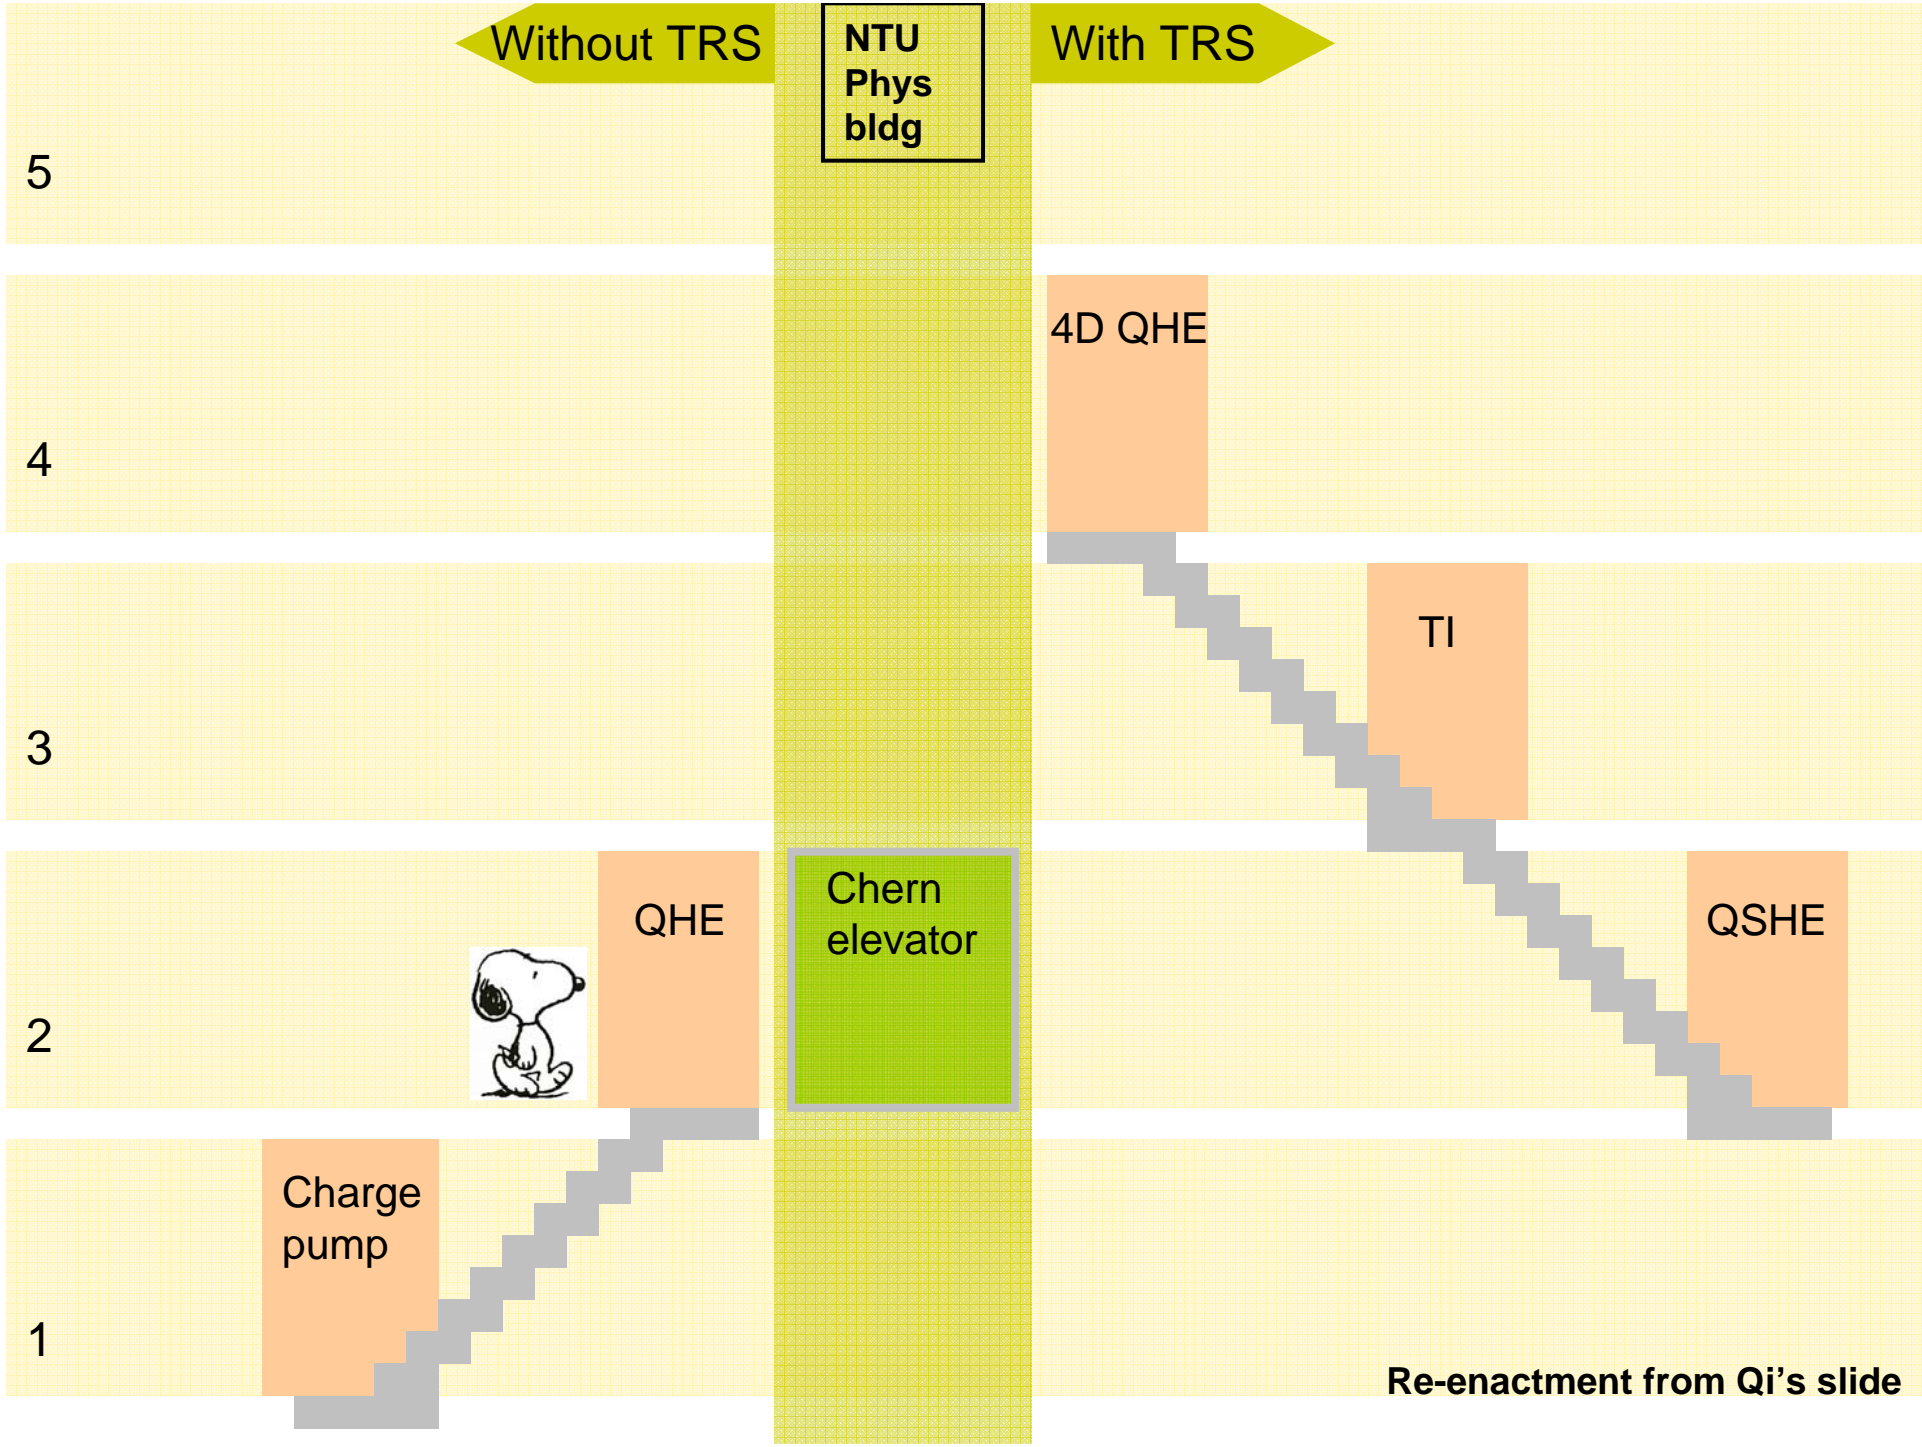 Without TRS
NTU
Phys
bldg
With TRS
5
4D QHE
4
TI
3
QHE
Chern
elevator
QSHE
2
Charge
pump
1
Re-enactment from Qi's slide